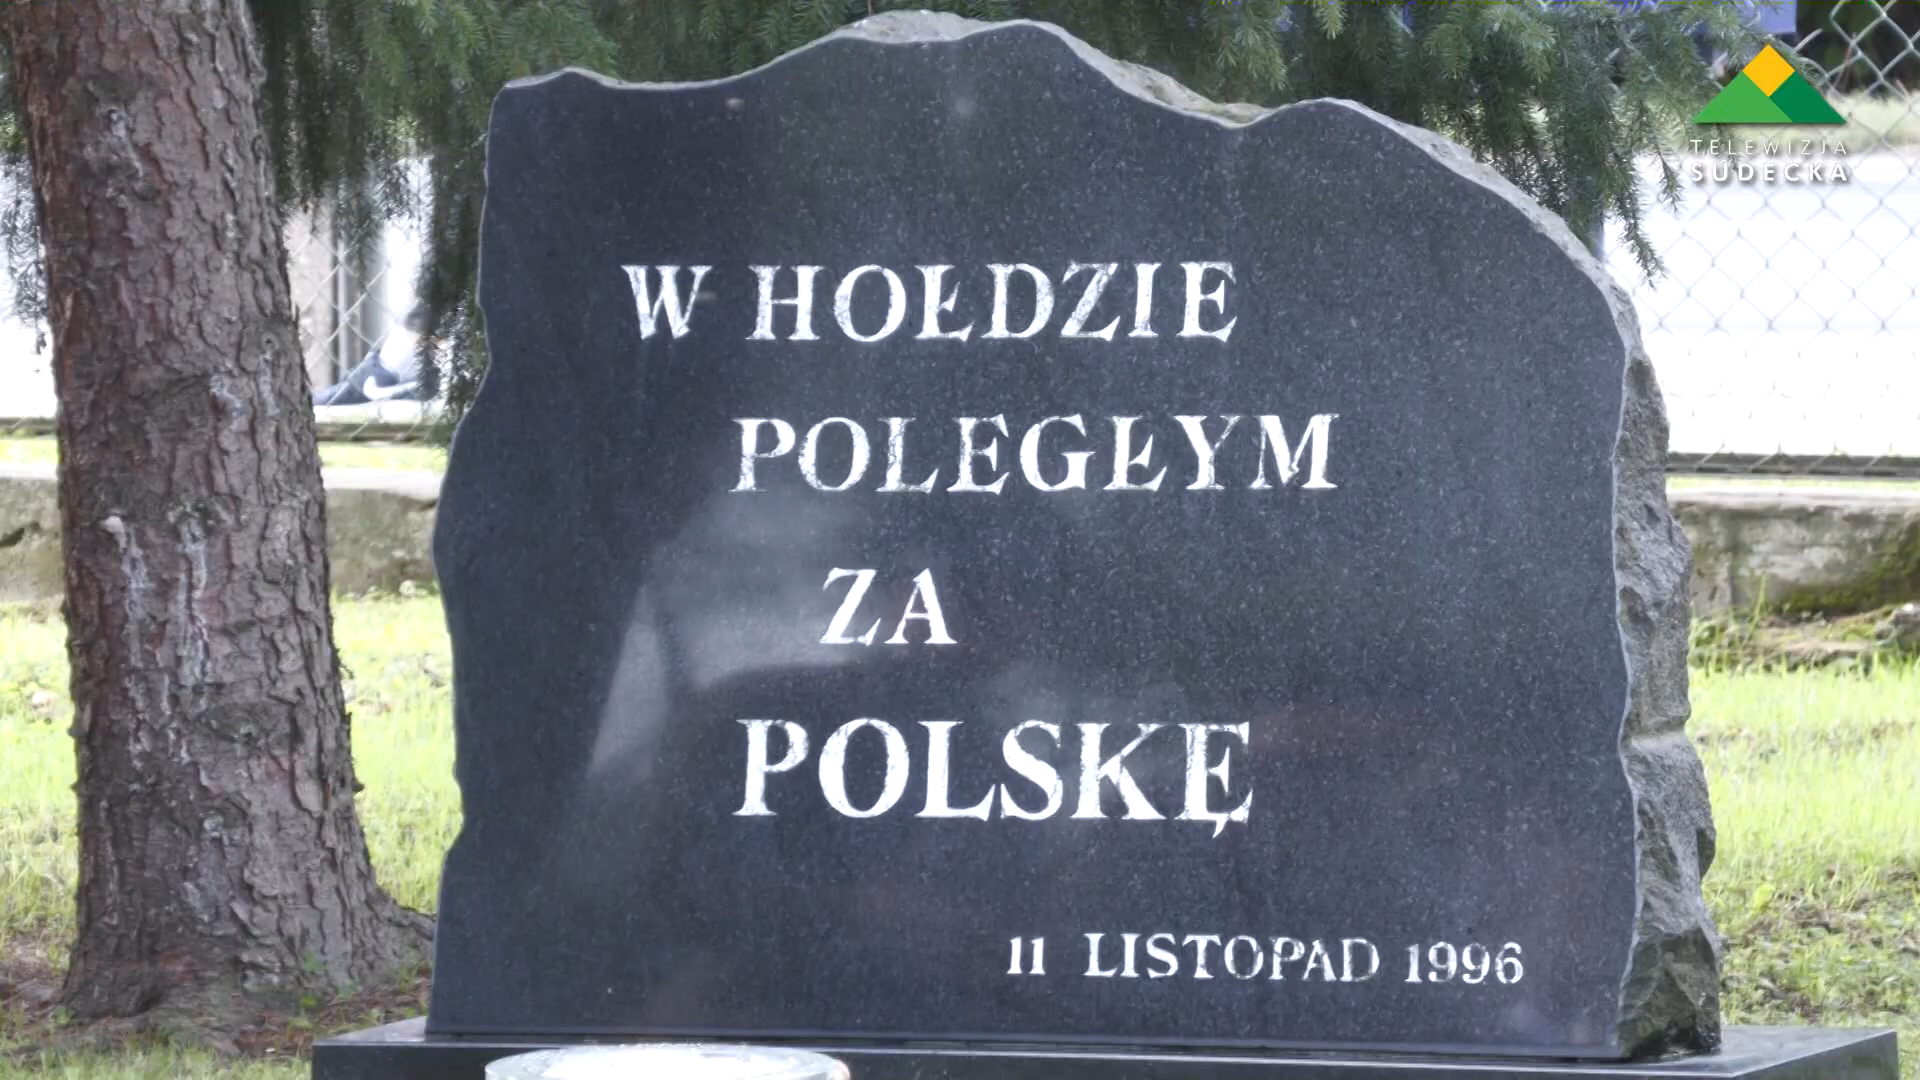 TELEWIZJA
SUDECKA
W HOŁDZIE
POLEGŁYM
ZA
POLSKĘ
11 LISTOPAD 1996